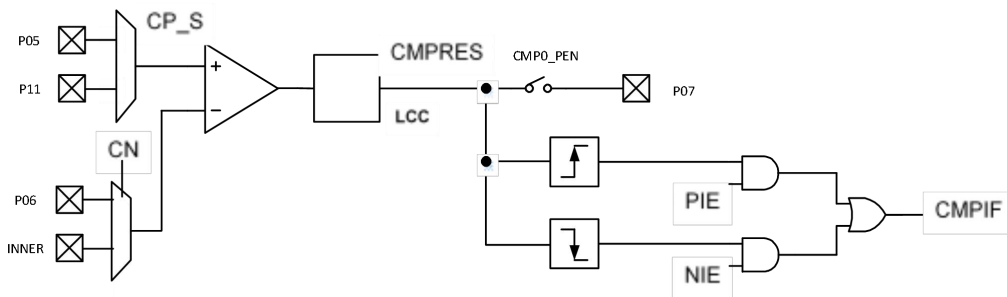 CP_S
P05
P11
CMPRES
CMP0_PEN
P07
LCC
CN
P06
INNER
PIE
NIE
CMPIF
+
−